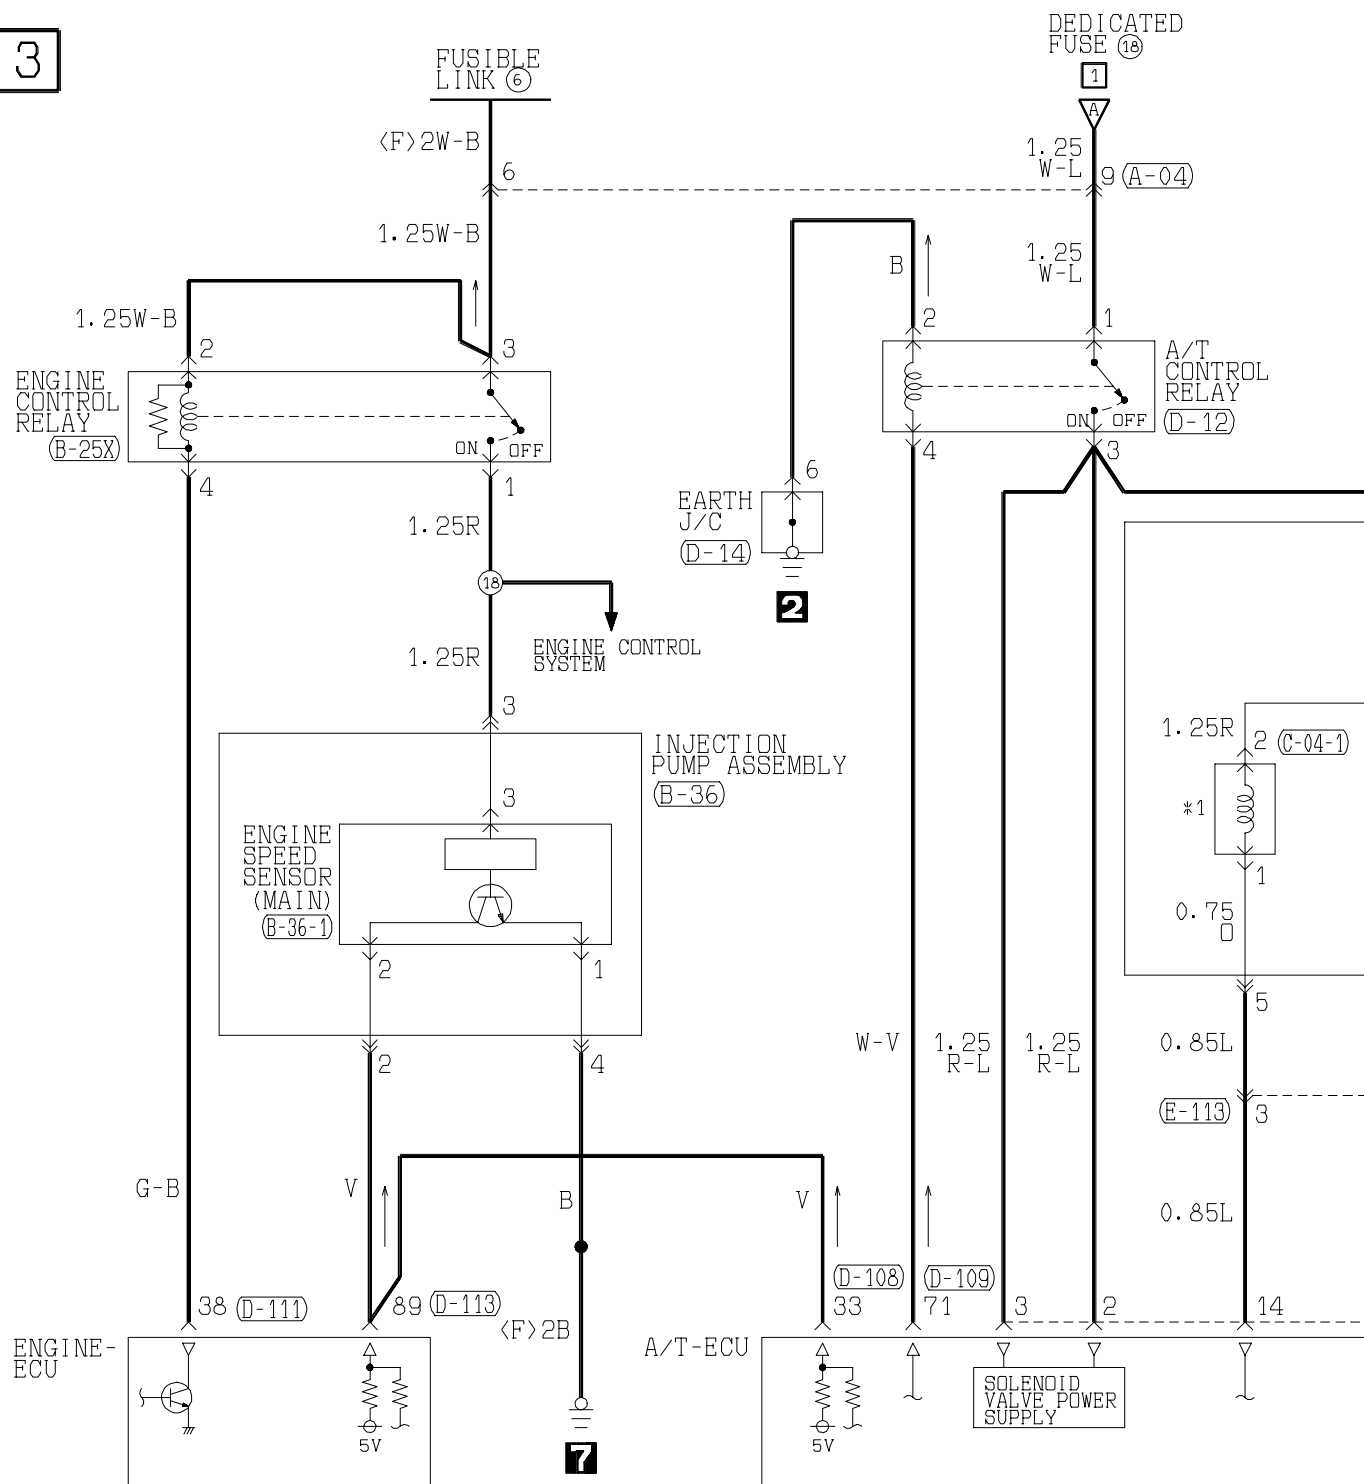 3
FUSIBLE
LINK 6
DEDICATED
FUSE 18
1
A
<F>2W-B
6
1.25
W-L
9 (A-04)
1.25W-B
B
1.25
W-L
1.25W-B
2
3
2
1
ENGINE
CONTROL
RELAY
(B-25X)
ON
OFF
A/T
CONTROL
RELAY
(D-12)
ON
OFF
4
1
4
3
6
EARTH
J/C
(D-14)
2
1.25R
18
ENGINE CONTROL
SYSTEM
1.25R
3
INJECTION
PUMP ASSEMBLY
(B-36)
1.25R
2 (C-04-1)
*1
1
0.75
O
3
ENGINE
SPEED
SENSOR
(MAIN)
(B-36-1)
2
1
5
2
4
W-V
1.25
R-L
1.25
R-L
0.85L
(E-113)
3
G-B
V
B
V
0.85L
(D-108)
(D-109)
38 (D-111)
89 (D-113)
33
71
3
2
14
<F>2B
ENGINE-
ECU
A/T-ECU
5V
7
5V
SOLENOID
VALVE POWER
SUPPLY